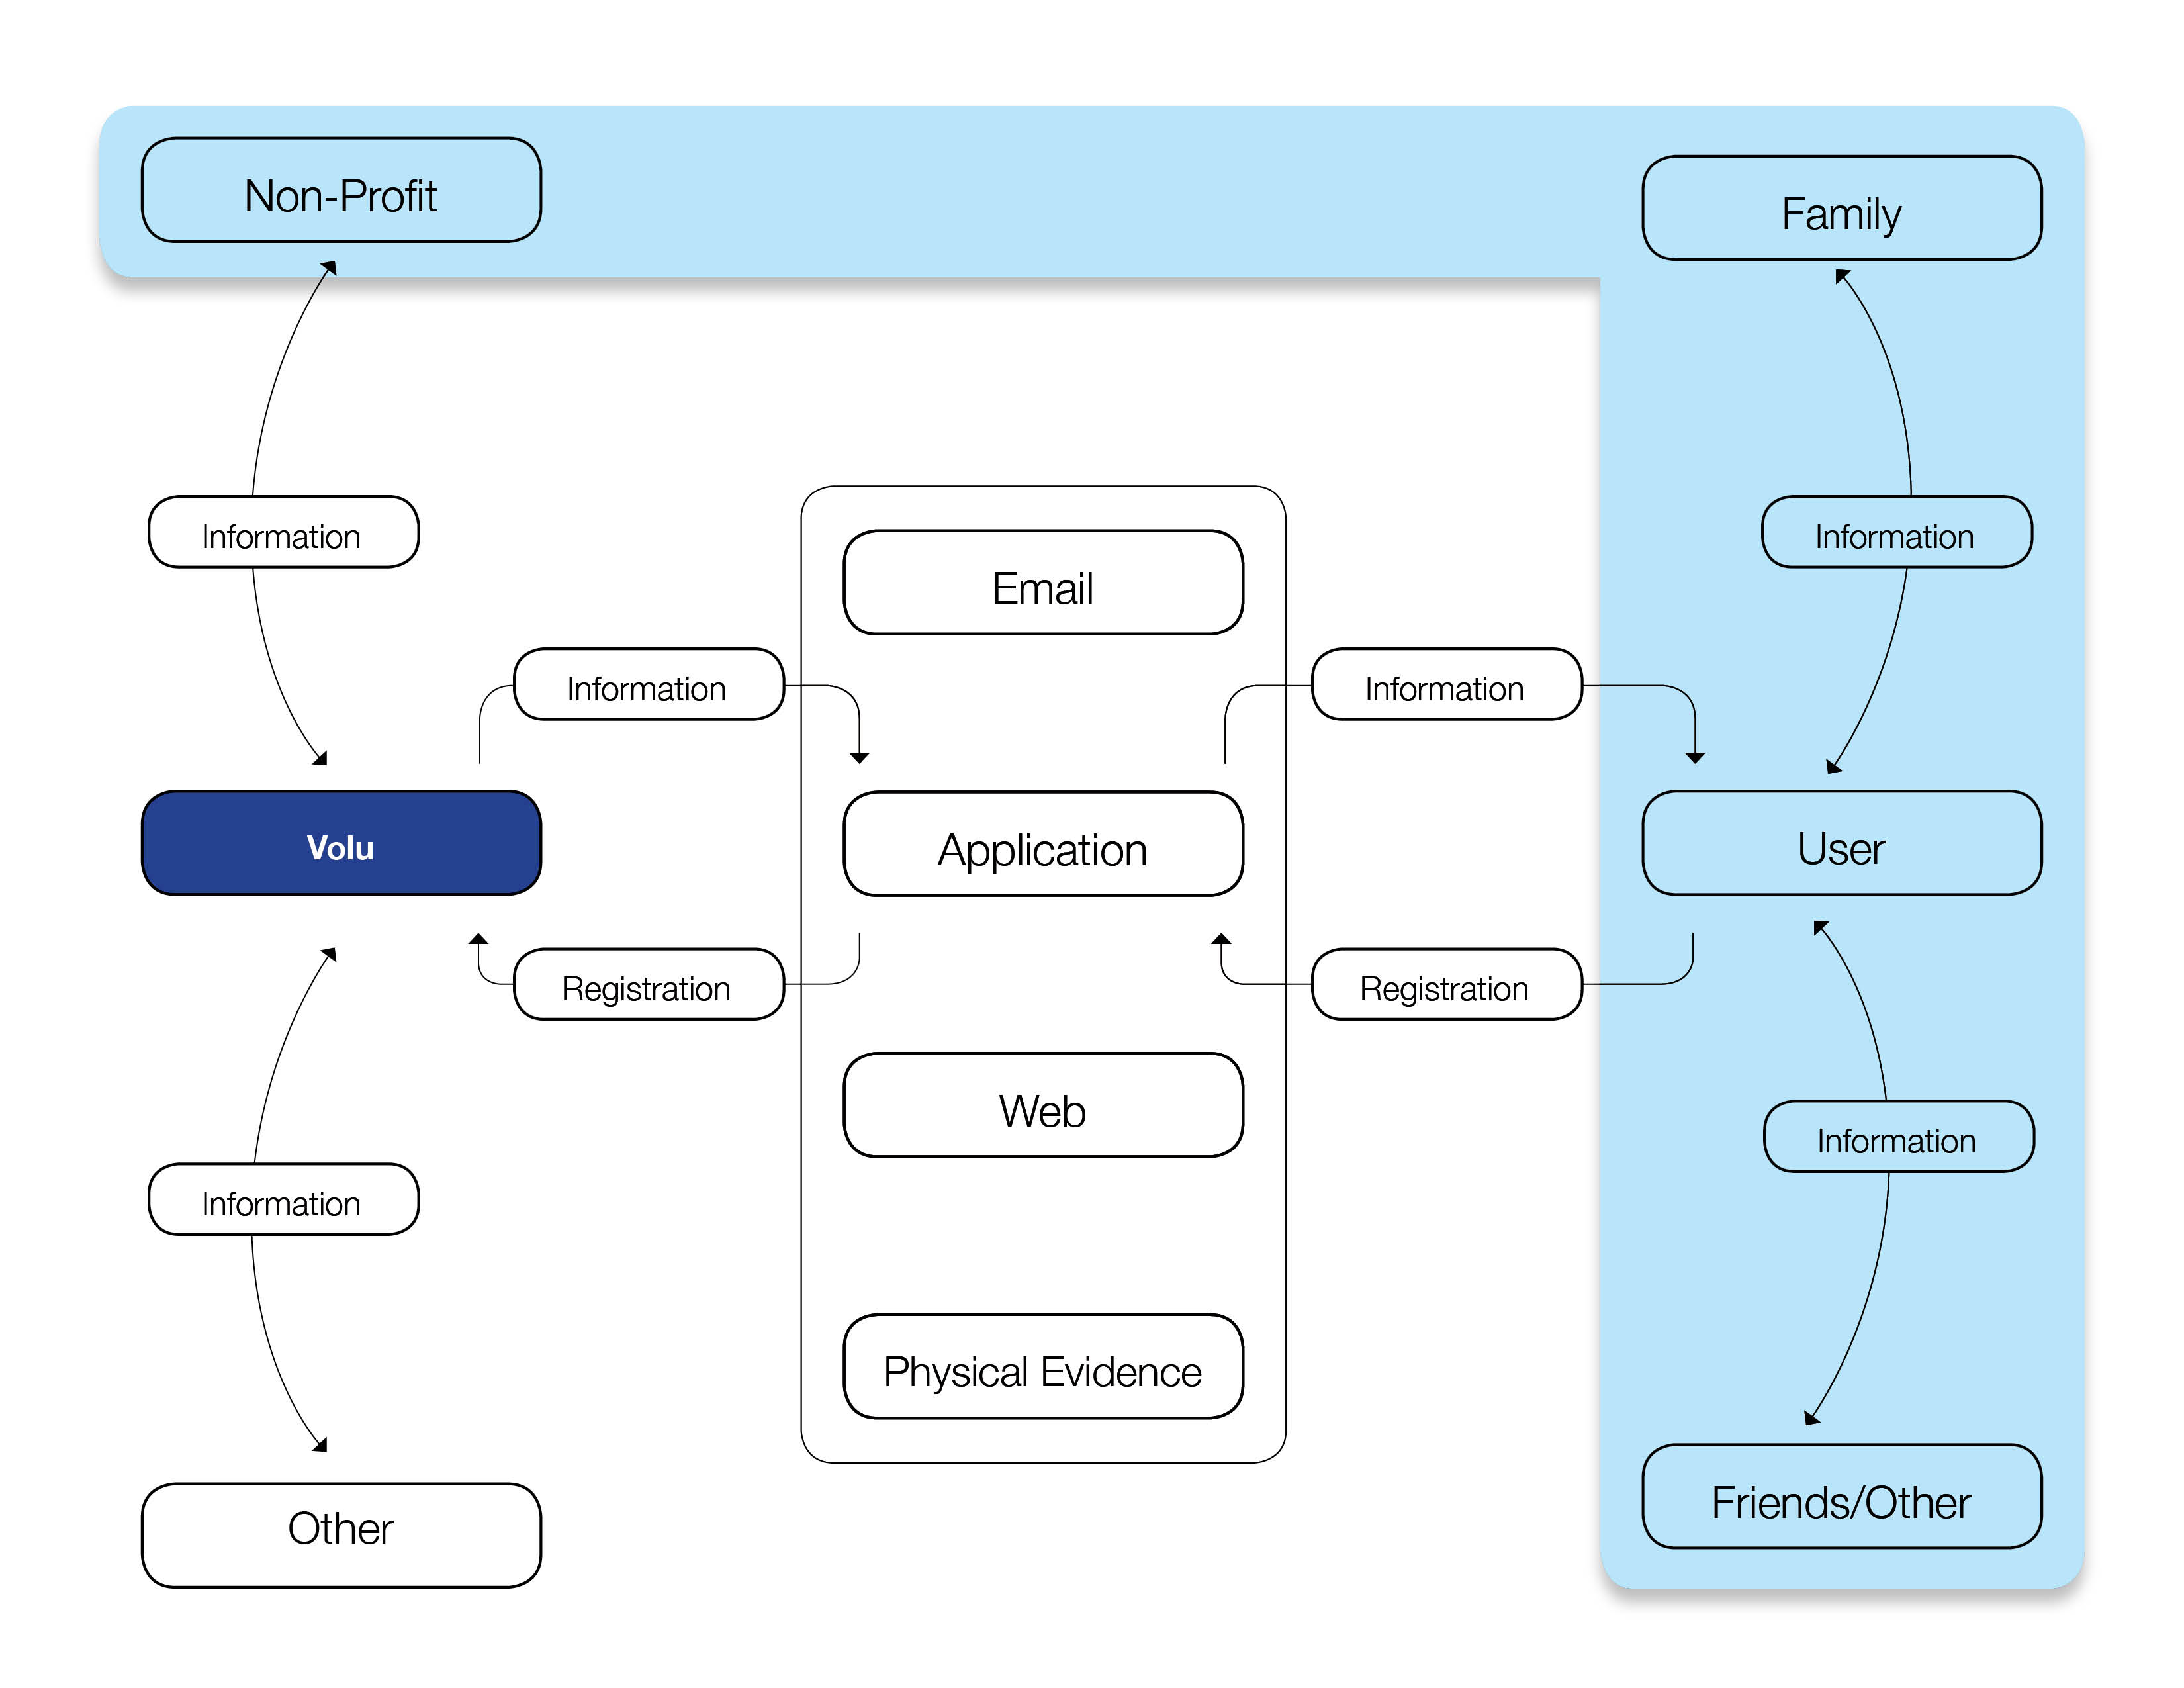 Non-Profit
Family
Information
Information
Email
Information
Information
Volu
Application
User
Registration
Registration
Web
Information
Information
Physical Evidence
Other
Friends/Other